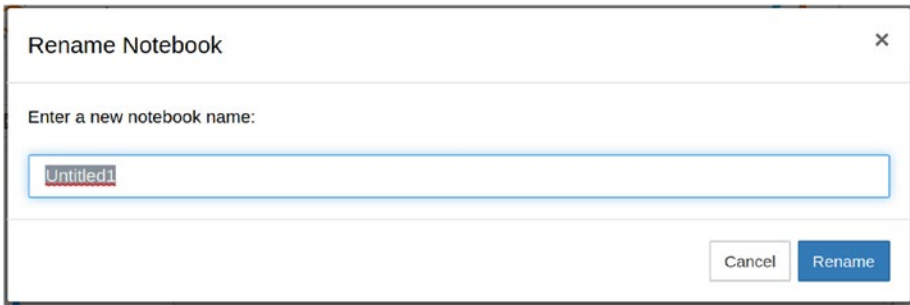 Rename Notebook ×
Enter a new notebook name:
Untitled1
Cancel Rename